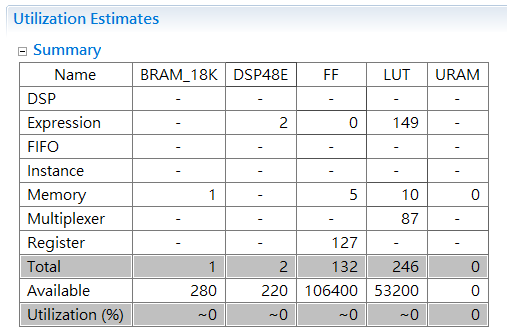 Utilization Estimates
Summary
Name BRAM_18K DSP48E FF LUT URAM
DSP - - - - -
Expression - 2 0 149 -
FIFO - - - - -
Instance - - - - -
Memory 1 - 5 10 0
Multiplexer - - - 87 -
Register - - 127 - -
Total 1 2 132 246 0
Available 280 220 106400 53200 0
Utilization (%) ~0 ~0 ~0 ~0 0